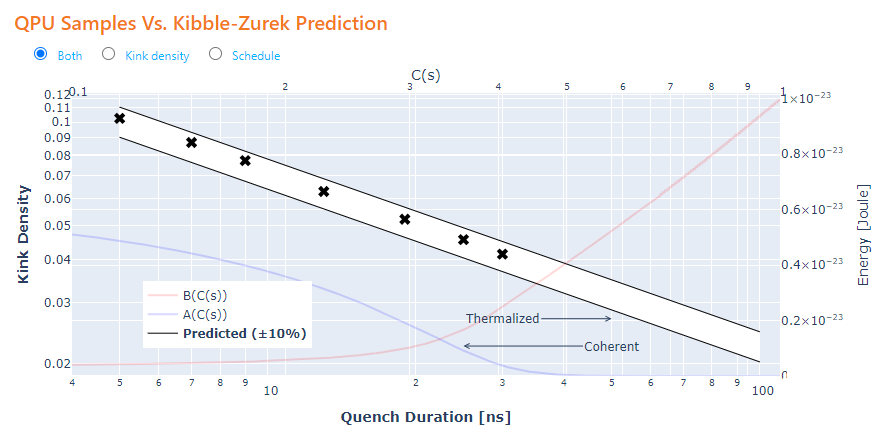 QPU Samples Vs. Kibble-Zurek Prediction
Both Kink density Schedule
C(s)
0.1 2 3 4 5 6 7 8 9 1
0.12
0.11
0.1
0.09
0.08
0.07
0.06
0.05
0.04
0.03
0.02
Kink Density
1×10−23
0.8×10−23
0.6×10−23
0.4×10−23
0.2×10−23
0
Energy [Joule]
B(C(s))
A(C(s))
Predicted (±10%)
Thermalized
Coherent
4 5 6 7 8 9 10 2 3 4 5 6 7 8 9 100
Quench Duration [ns]